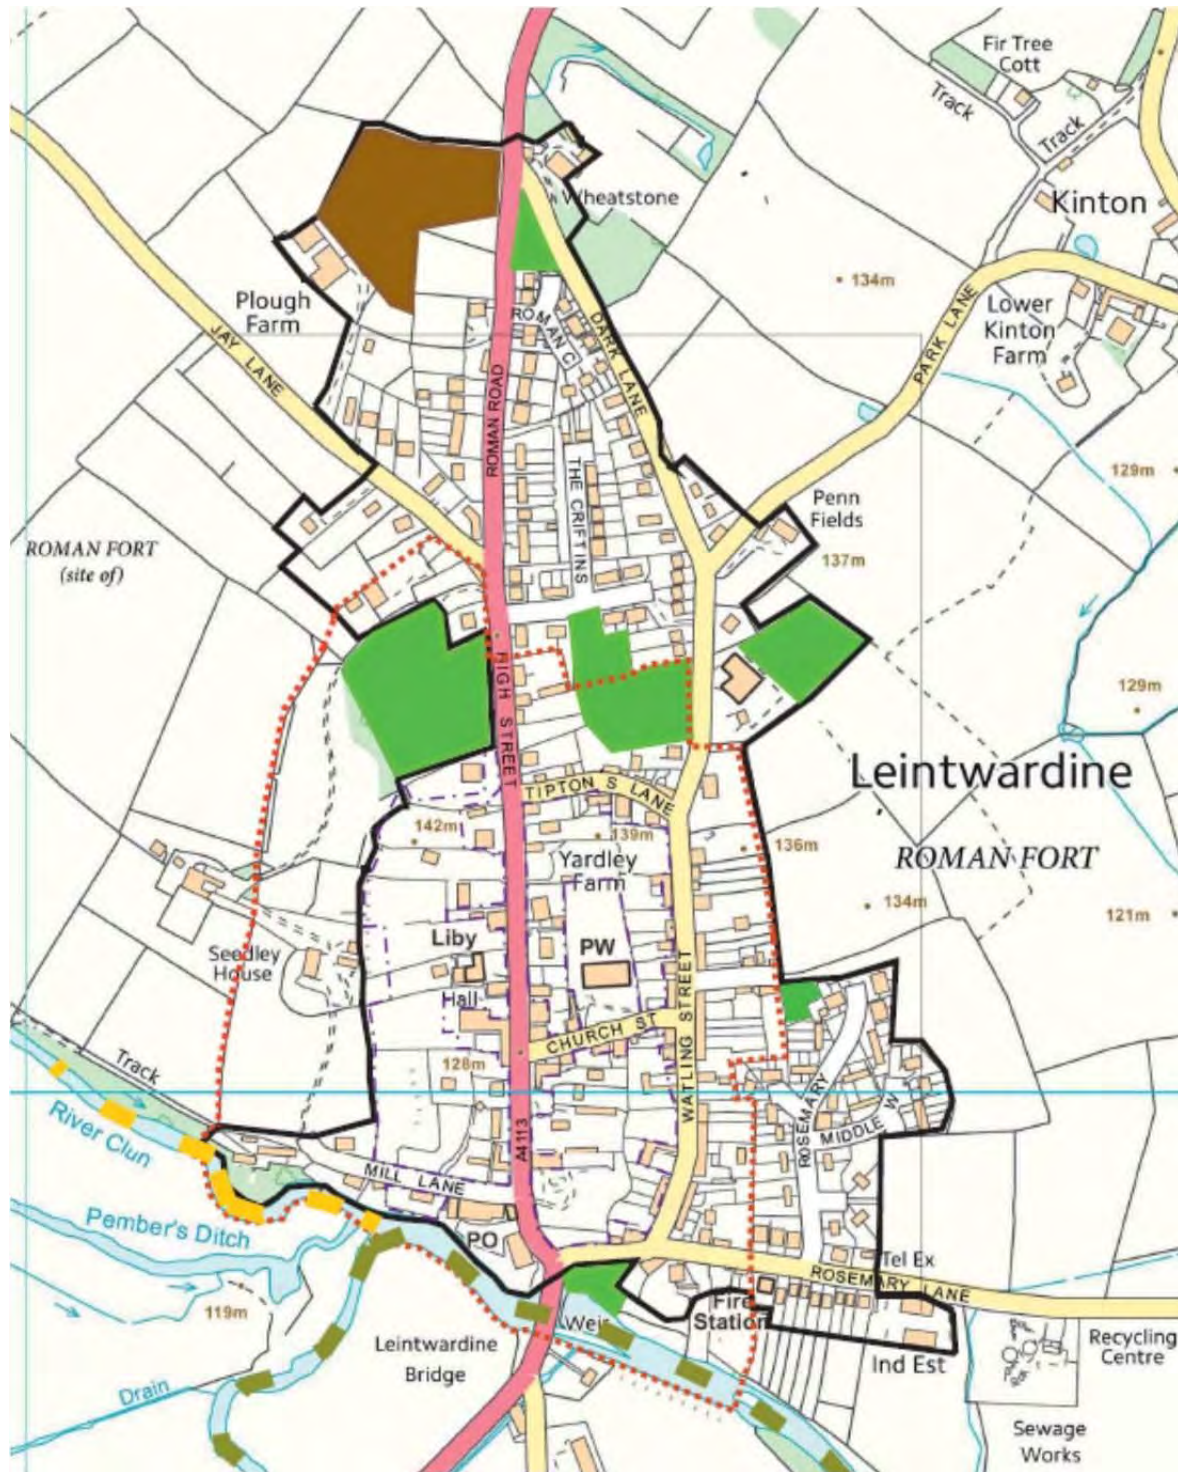 Fir Tree
Cott
Track
Track
Kinton
Wheatstone
134m
Plough
Farm
ROMAN C
DARK LANE
PARK LANE
Lower
Kinton
Farm
JAY LANE
ROMAN ROAD
THE CRIFTINS
129m
Penn
Fields
ROMAN FORT
(site of)
137m
HIGH STREET
129m
Leintwardine
TIPTON S LANE
142m
139m
136m
ROMAN FORT
Yardley
Farm
134m
121m
Liby
PW
Seedley
House
Hall
WATLING STREET
CHURCH ST
128m
Track
River Clun
A4113
ROSEMARY
MIDDLE W
MILL LANE
Pember's Ditch
PO
Tel Ex
ROSEMARY LANE
119m
Fire
Station
Weir
Leintwardine
Bridge
Ind Est
Recycling
Centre
Drain
Sewage
Works